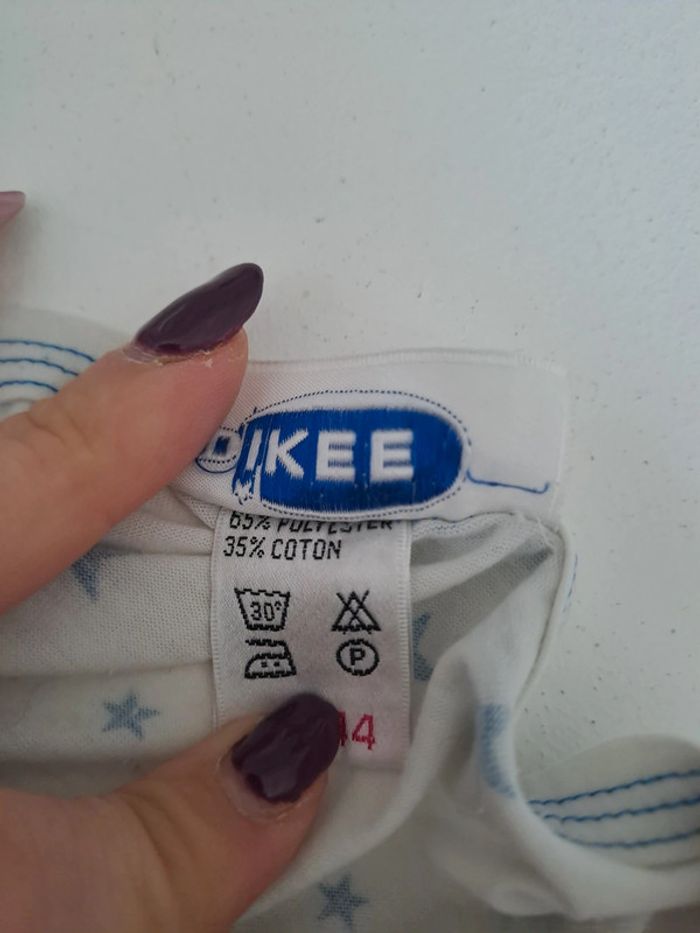 IKEE
65% POLYESTER
35% COTON
30°
P
44